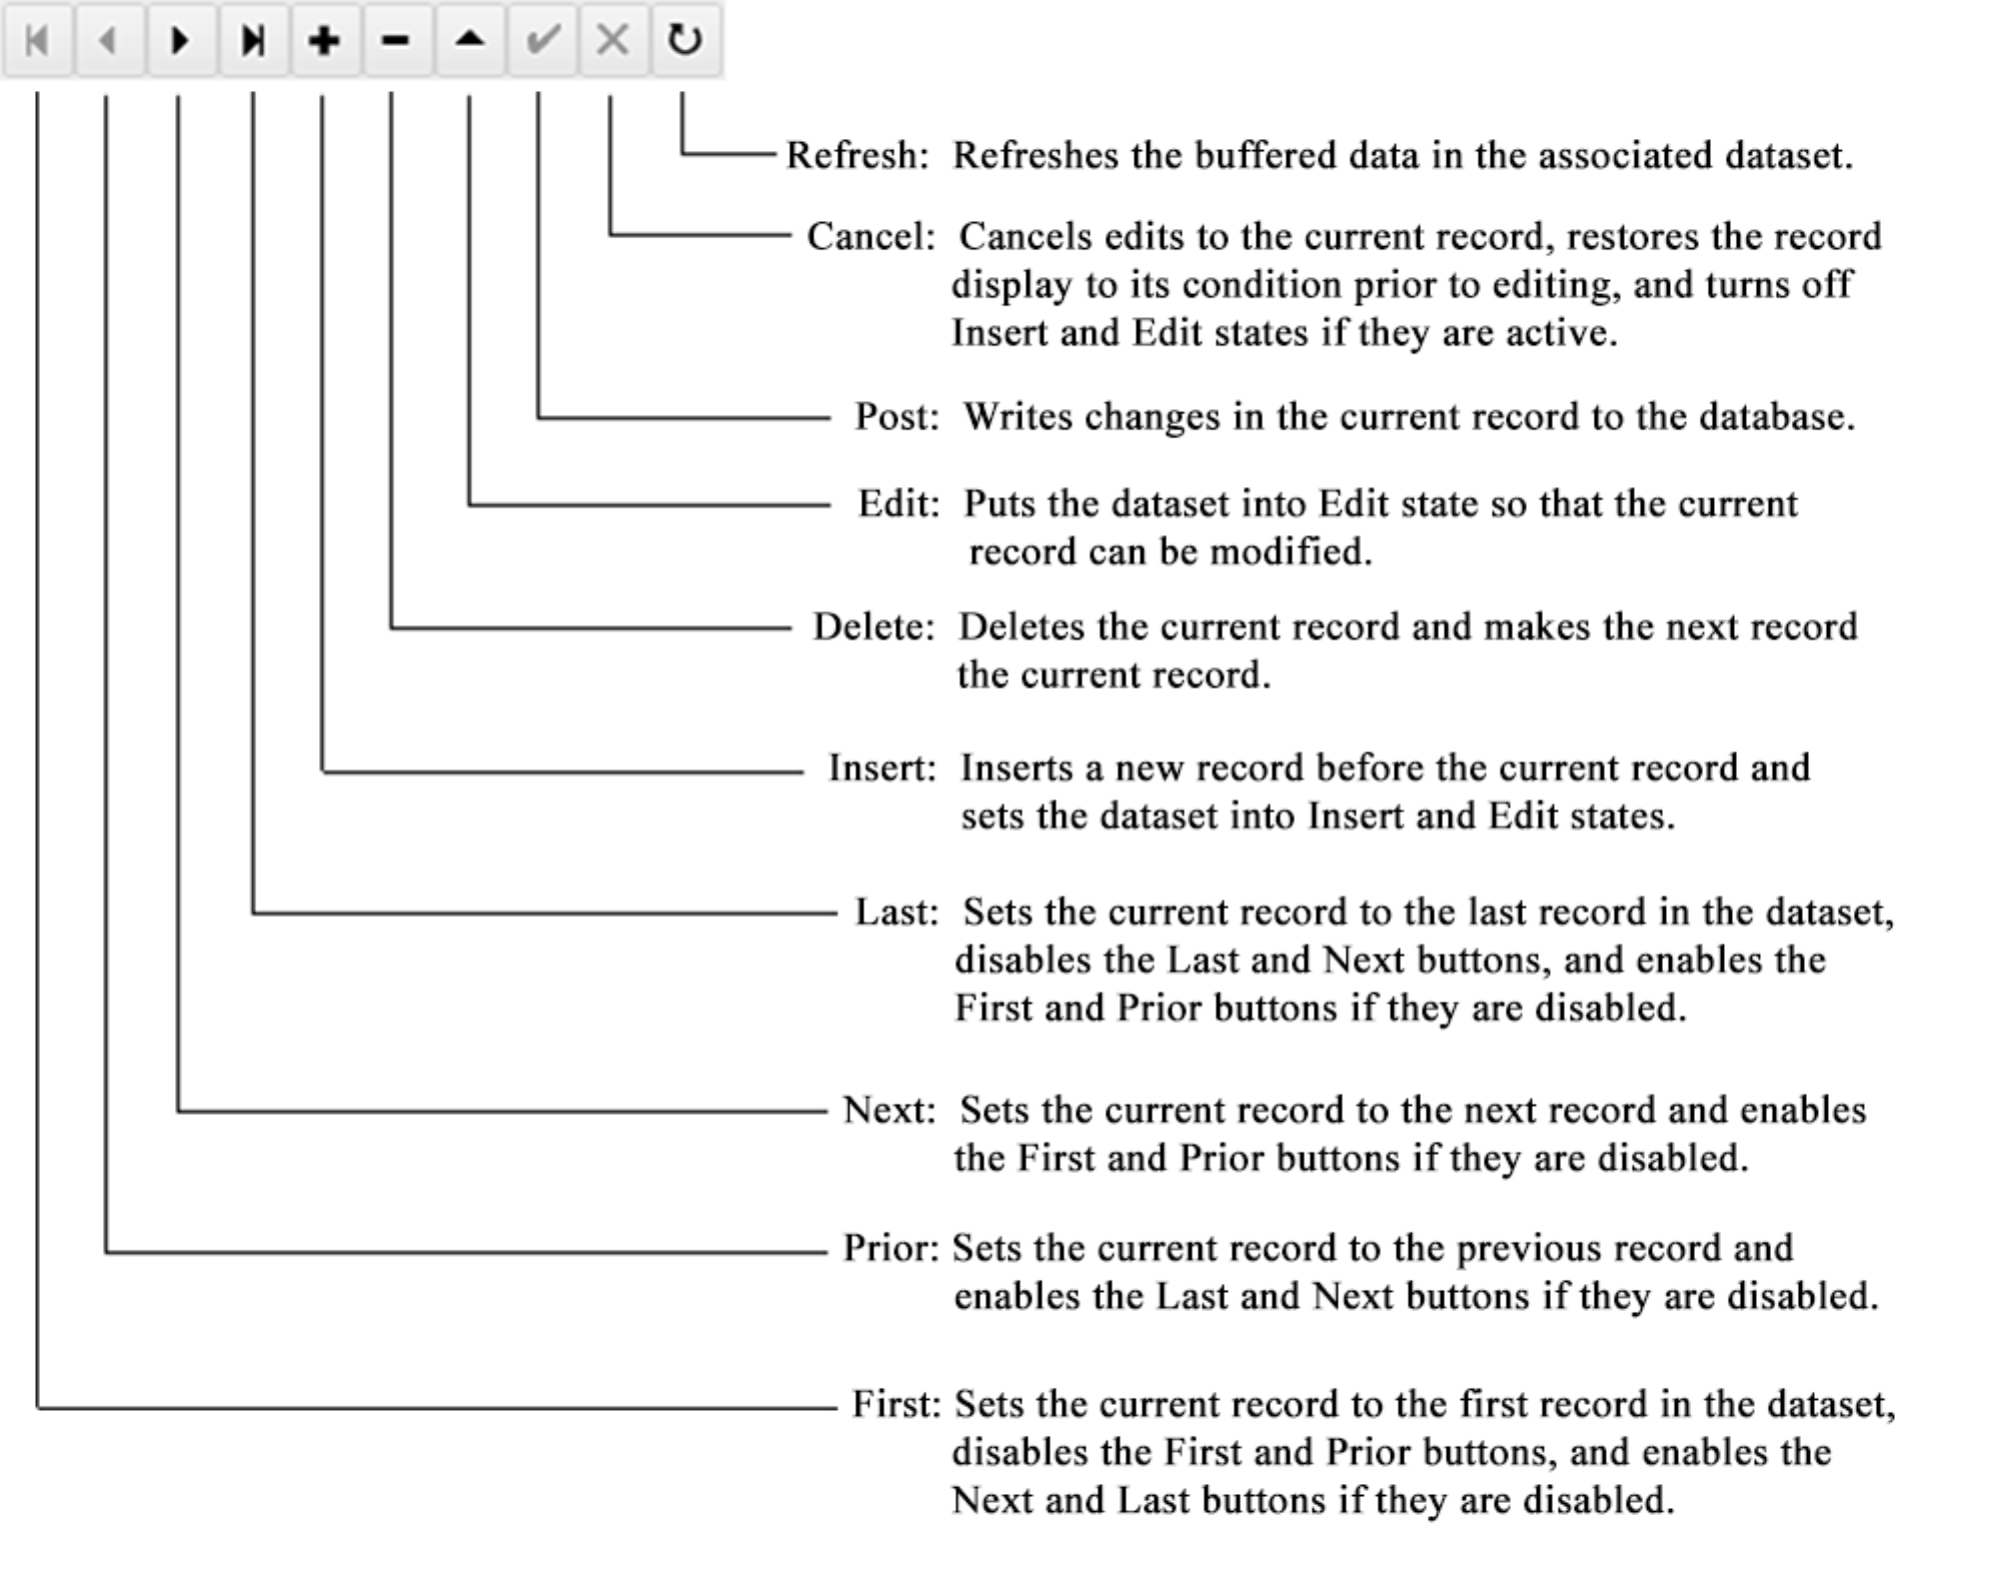 Refresh: Refreshes the buffered data in the associated dataset.
Cancel: Cancels edits to the current record, restores the record
display to its condition prior to editing, and turns off
Insert and Edit states if they are active.
Post: Writes changes in the current record to the database.
Edit: Puts the dataset into Edit state so that the current
record can be modified.
Delete: Deletes the current record and makes the next record
the current record.
Insert: Inserts a new record before the current record and
sets the dataset into Insert and Edit states.
Last: Sets the current record to the last record in the dataset,
disables the Last and Next buttons, and enables the
First and Prior buttons if they are disabled.
Next: Sets the current record to the next record and enables
the First and Prior buttons if they are disabled.
Prior: Sets the current record to the previous record and
enables the Last and Next buttons if they are disabled.
First: Sets the current record to the first record in the dataset,
disables the First and Prior buttons, and enables the
Next and Last buttons if they are disabled.